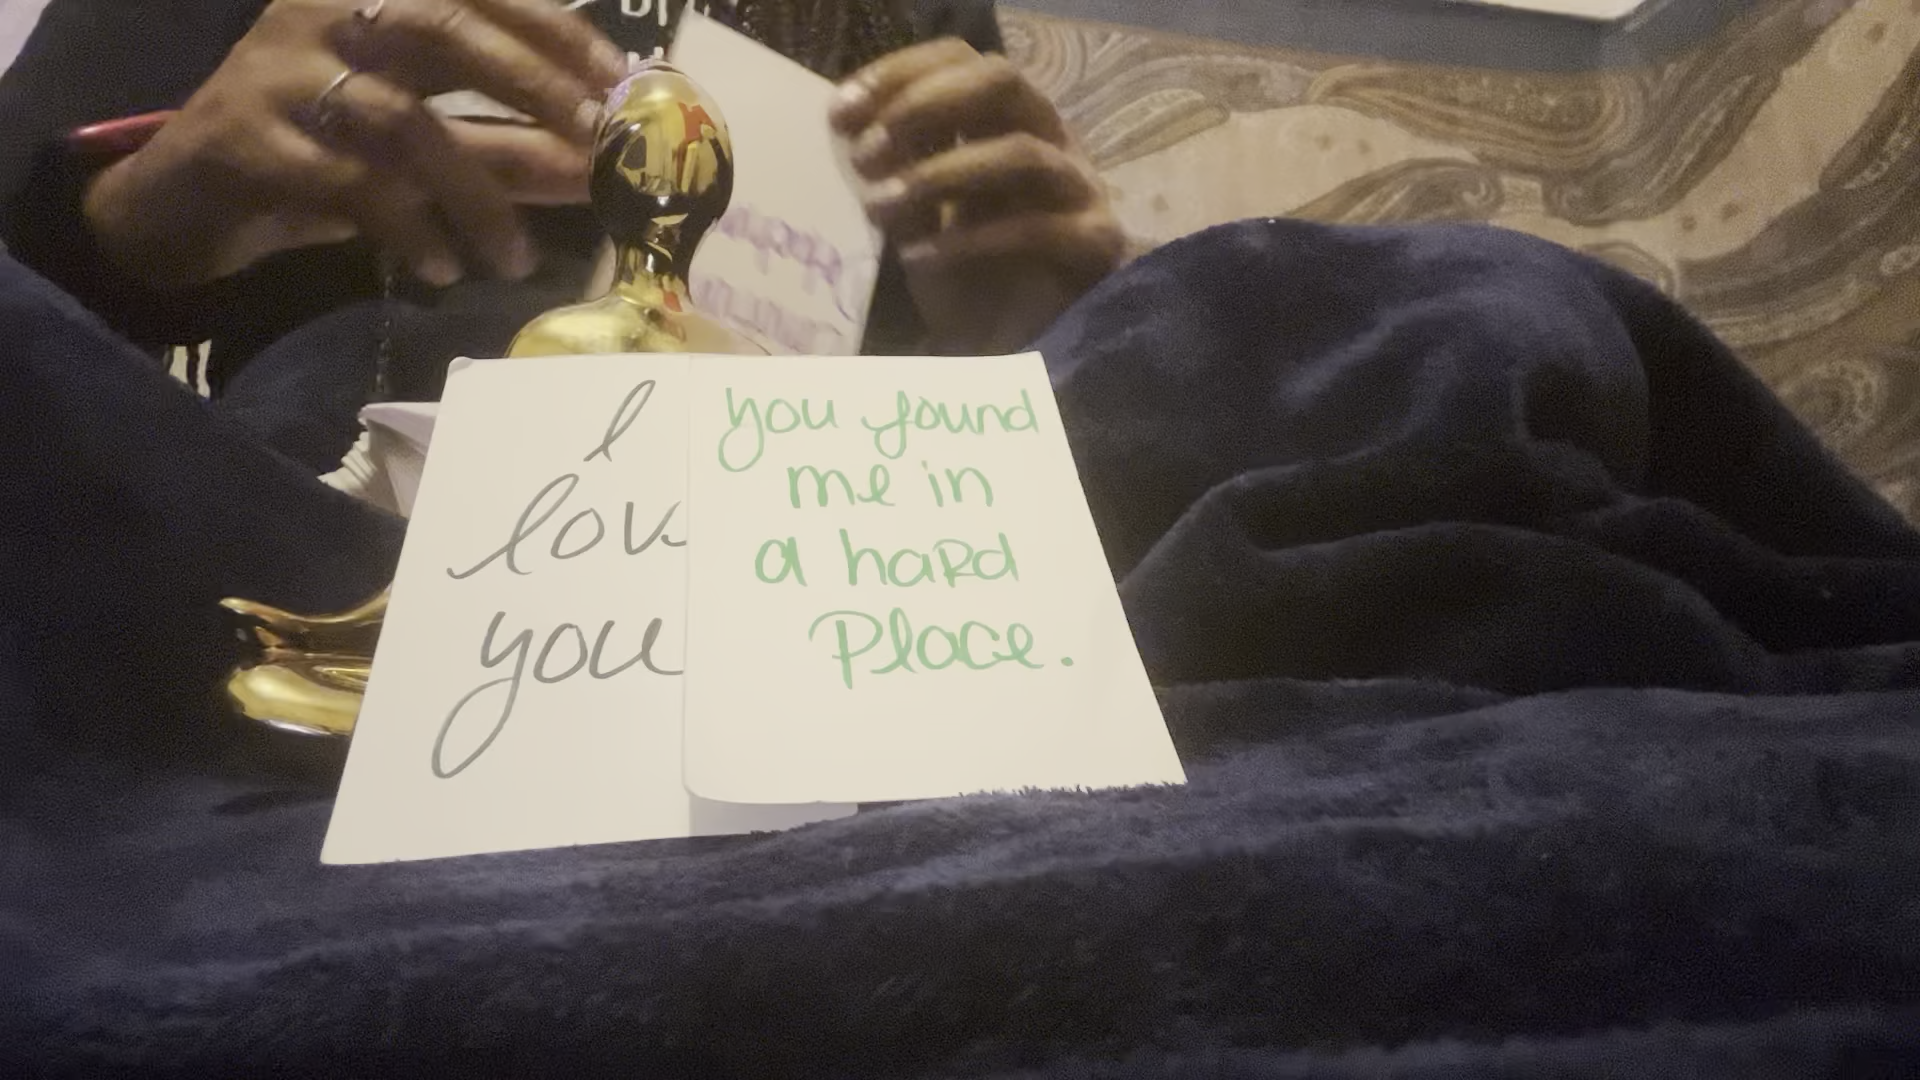 I
lov
you
you found
me in
a haRd
Place.